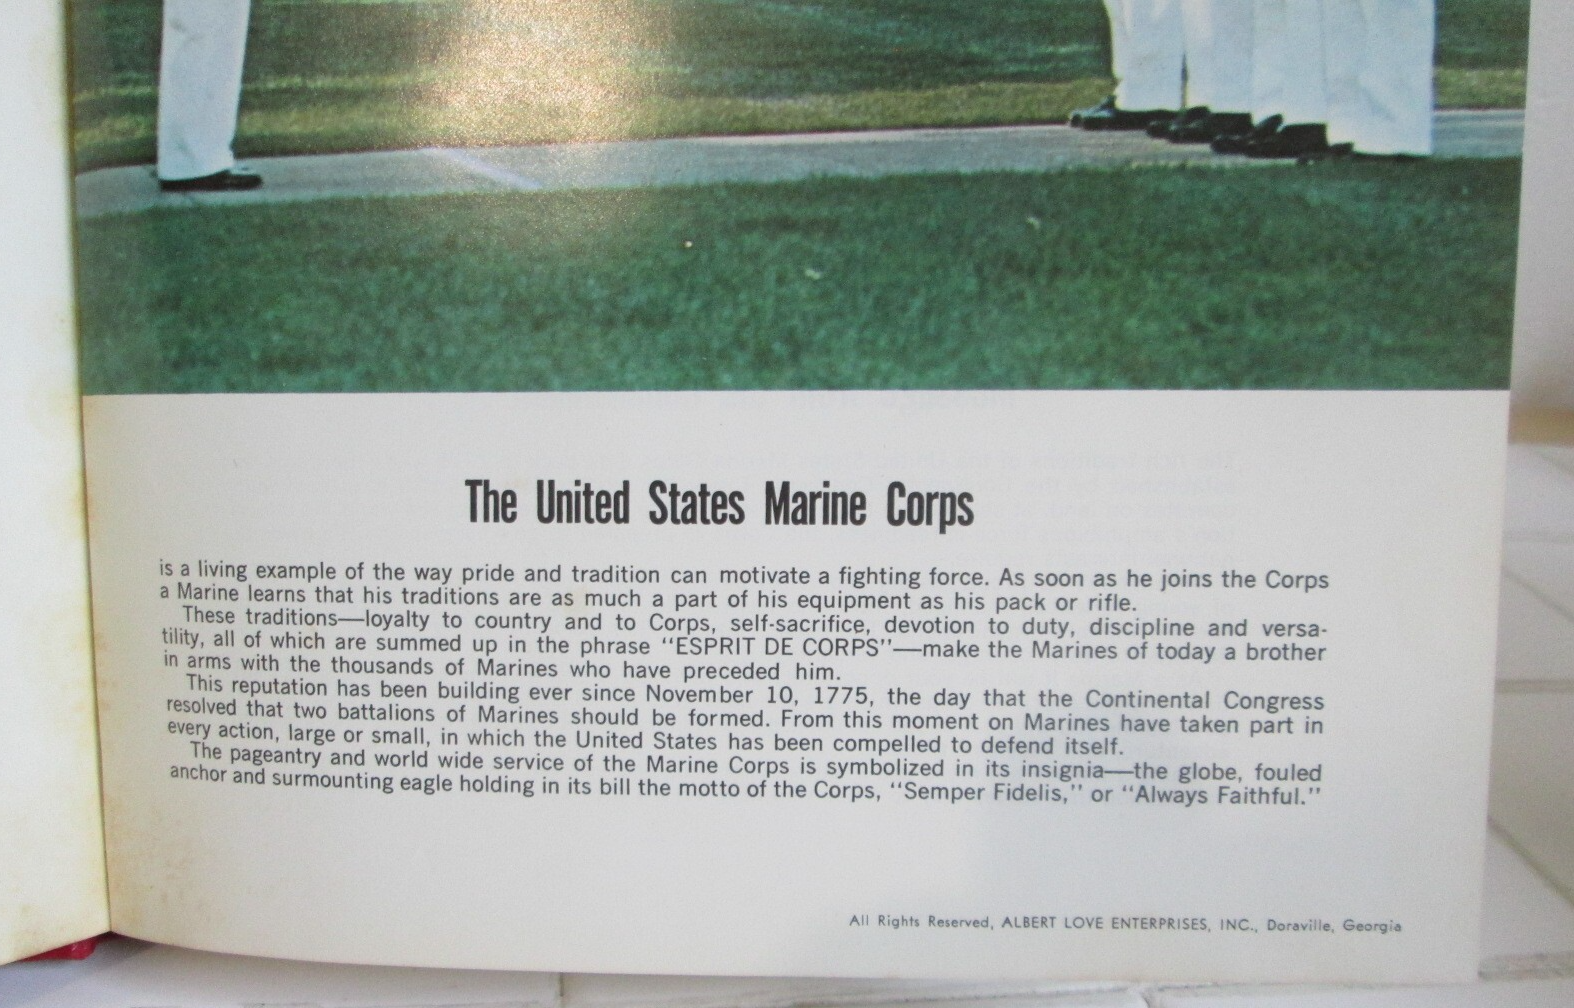 The United States Marine Corps
is a living example of the way pride and tradition can motivate a fighting force. As soon as he joins the Corps
a Marine learns that his traditions are as much a part of his equipment as his pack or rifle.
These traditions—loyalty to country and to Corps, self-sacrifice, devotion to duty, discipline and versa-
tility, all of which are summed up in the phrase "ESPRIT DE CORPS"—make the Marines of today a brother
in arms with the thousands of Marines who have preceded him.
This reputation has been building ever since November 10, 1775, the day that the Continental Congress
resolved that two battalions of Marines should be formed. From this moment on Marines have taken part in
every action, large or small, in which the United States has been compelled to defend itself.
The pageantry and world wide service of the Marine Corps is symbolized in its insignia—the globe, fouled
anchor and surmounting eagle holding in its bill the motto of the Corps, "Semper Fidelis," or "Always Faithful."
All Rights Reserved, ALBERT LOVE ENTERPRISES, INC., Doraville, Georgia